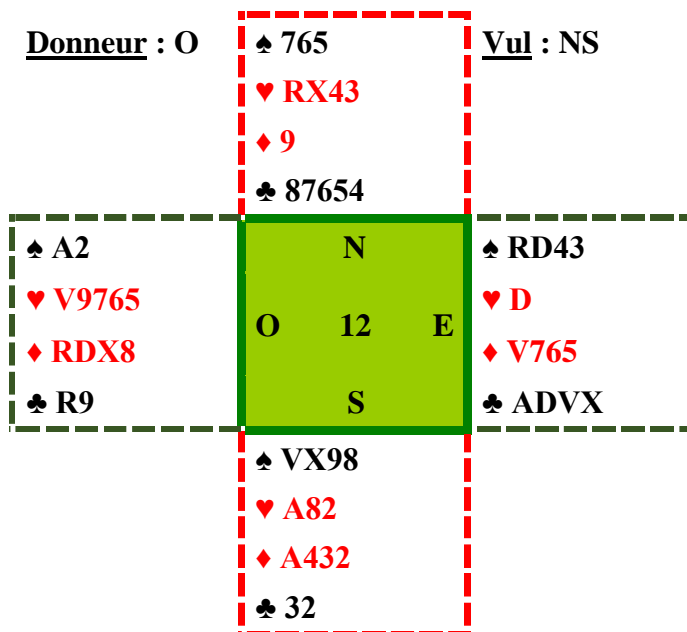 Donneur : O
♠ 765
Vul : NS
♥ RX43
♦ 9
♣ 87654
♠ A2
N
♠ RD43
♥ V9765
♥ D
O 12 E
♦ RDX8
♦ V765
♣ R9
S
♣ ADVX
♠ VX98
♥ A82
♦ A432
♣ 32